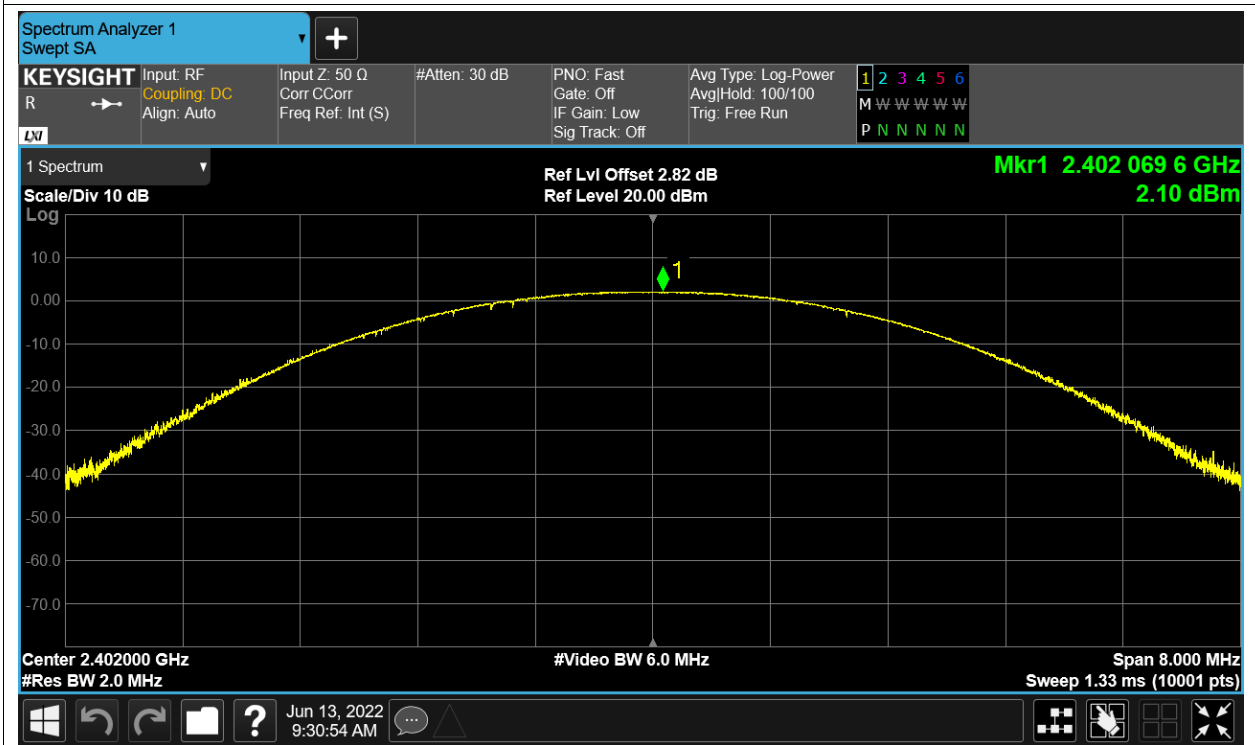 Spectrum Analyzer 1
Swept SA
+
KEYSIGHT
R
LXI
Input: RF
Coupling: DC
Align: Auto
Input Z: 50 Ω
Corr CCorr
Freq Ref: Int (S)
#Atten: 30 dB
PNO: Fast
Gate: Off
IF Gain: Low
Sig Track: Off
Avg Type: Log-Power
Avg|Hold: 100/100
Trig: Free Run
1 2 3 4 5 6
M W W W W W
P N N N N N
1 Spectrum
Scale/Div 10 dB
Log
Ref Lvl Offset 2.82 dB
Ref Level 20.00 dBm
Mkr1 2.402 069 6 GHz
2.10 dBm
10.0
0.00
-10.0
-20.0
-30.0
-40.0
-50.0
-60.0
-70.0
1
Center 2.402000 GHz
#Res BW 2.0 MHz
#Video BW 6.0 MHz
Span 8.000 MHz
Sweep 1.33 ms (10001 pts)
?
Jun 13, 2022
9:30:54 AM